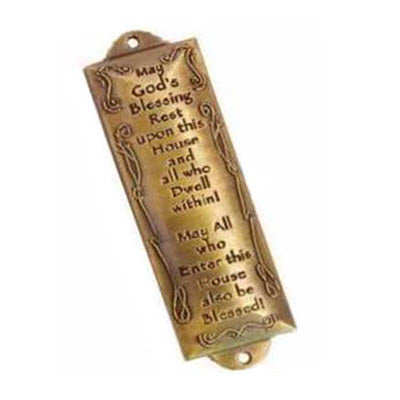 May
God's
Blessing
Rest
upon this
House
and
all who
Dwell
within!
May All
who
Enter this
House
also be
Blessed!